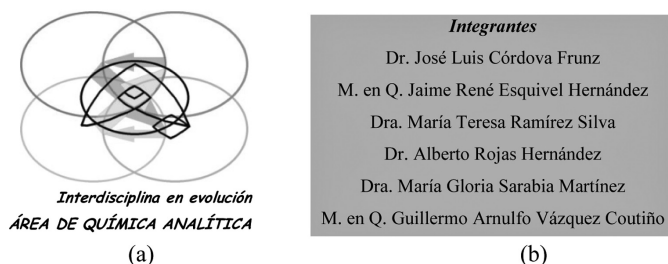 Interdisciplina en evolución
ÁREA DE QUÍMICA ANALÍTICA
(a)
Integrantes
Dr. José Luis Córdova Frunz
M. en Q. Jaime René Esquivel Hernández
Dra. María Teresa Ramírez Silva
Dr. Alberto Rojas Hernández
Dra. María Gloria Sarabia Martínez
M. en Q. Guillermo Arnulfo Vázquez Coutiño
(b)